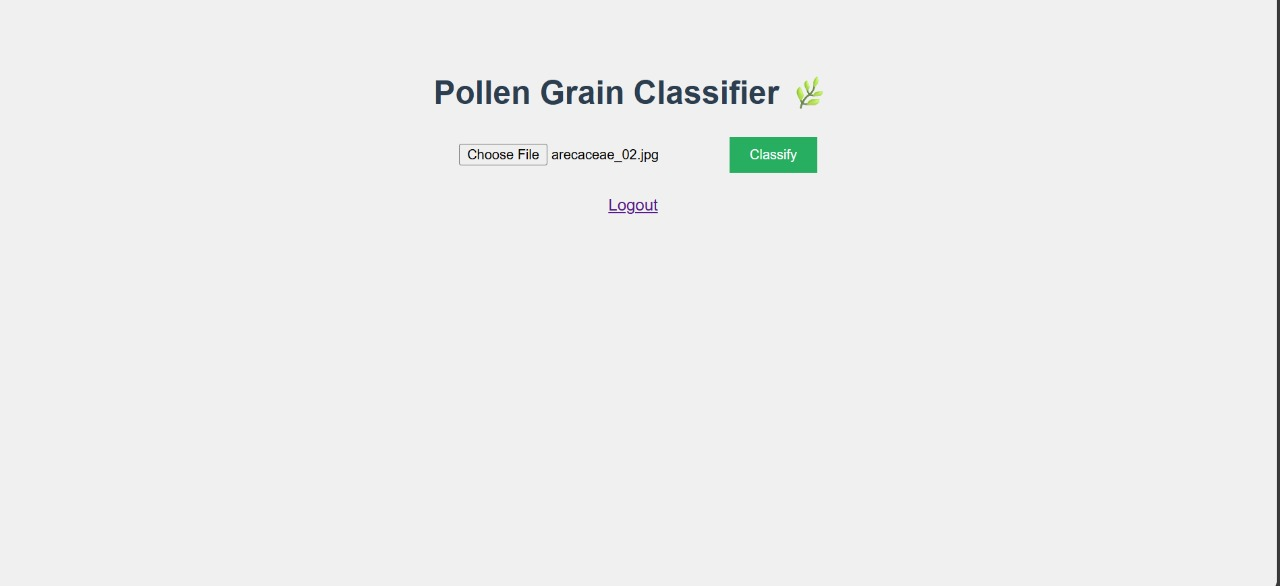 Pollen Grain Classifier 🌿
Choose File arecaceae_02.jpg Classify
Logout